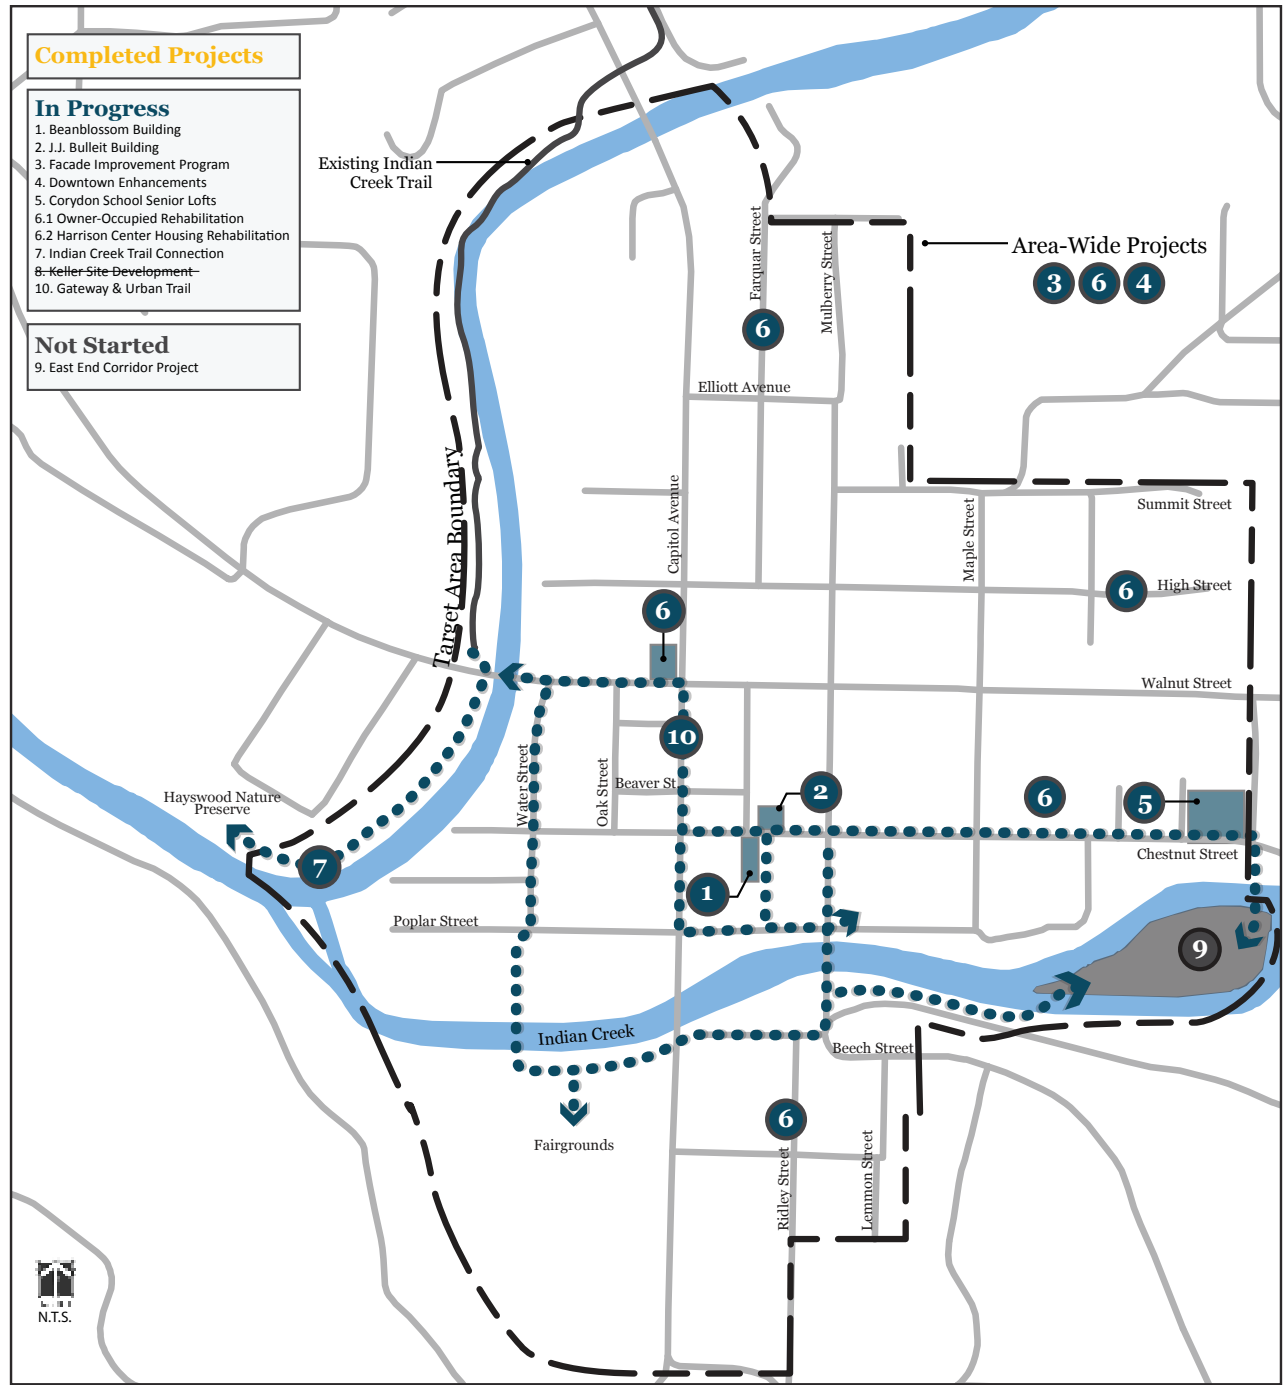 Completed Projects
In Progress
1. Beanblossom Building
2. J.J. Bulleit Building
3. Facade Improvement Program
4. Downtown Enhancements
5. Corydon School Senior Lofts
6.1 Owner-Occupied Rehabilitation
6.2 Harrison Center Housing Rehabilitation
7. Indian Creek Trail Connection
8. Keller Site Development
10. Gateway & Urban Trail
Not Started
9. East End Corridor Project
Existing Indian
Creek Trail
Area-Wide Projects
3 6 4
Farquar Street
Mulberry Street
6
Elliott Avenue
Target Area Boundary
Capitol Avenue
Maple Street
Summit Street
6
High Street
6
Walnut Street
10
Water Street
Oak Street
Beaver St
2
6
5
Hayswood Nature
Preserve
7
Chestnut Street
1
Poplar Street
9
Indian Creek
Beech Street
6
Fairgrounds
Ridley Street
Lemmon Street
N.T.S.